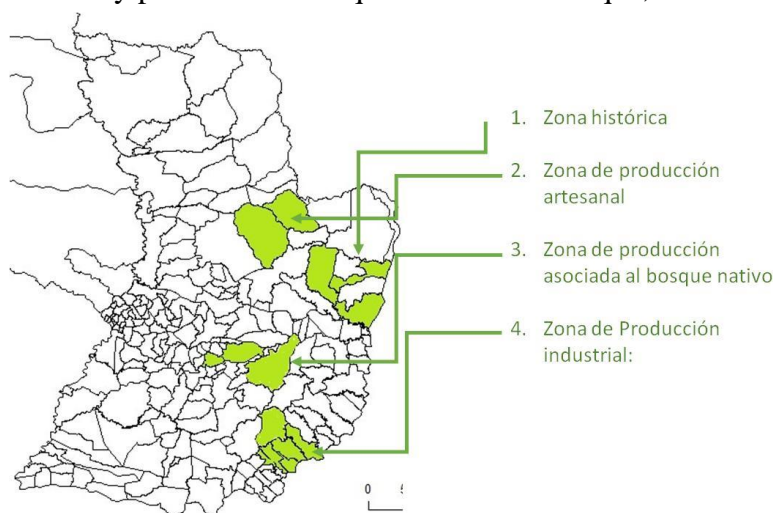 1. Zona histórica
2. Zona de producción
artesanal
3. Zona de producción
asociada al bosque nativo
4. Zona de Producción
industrial:
0